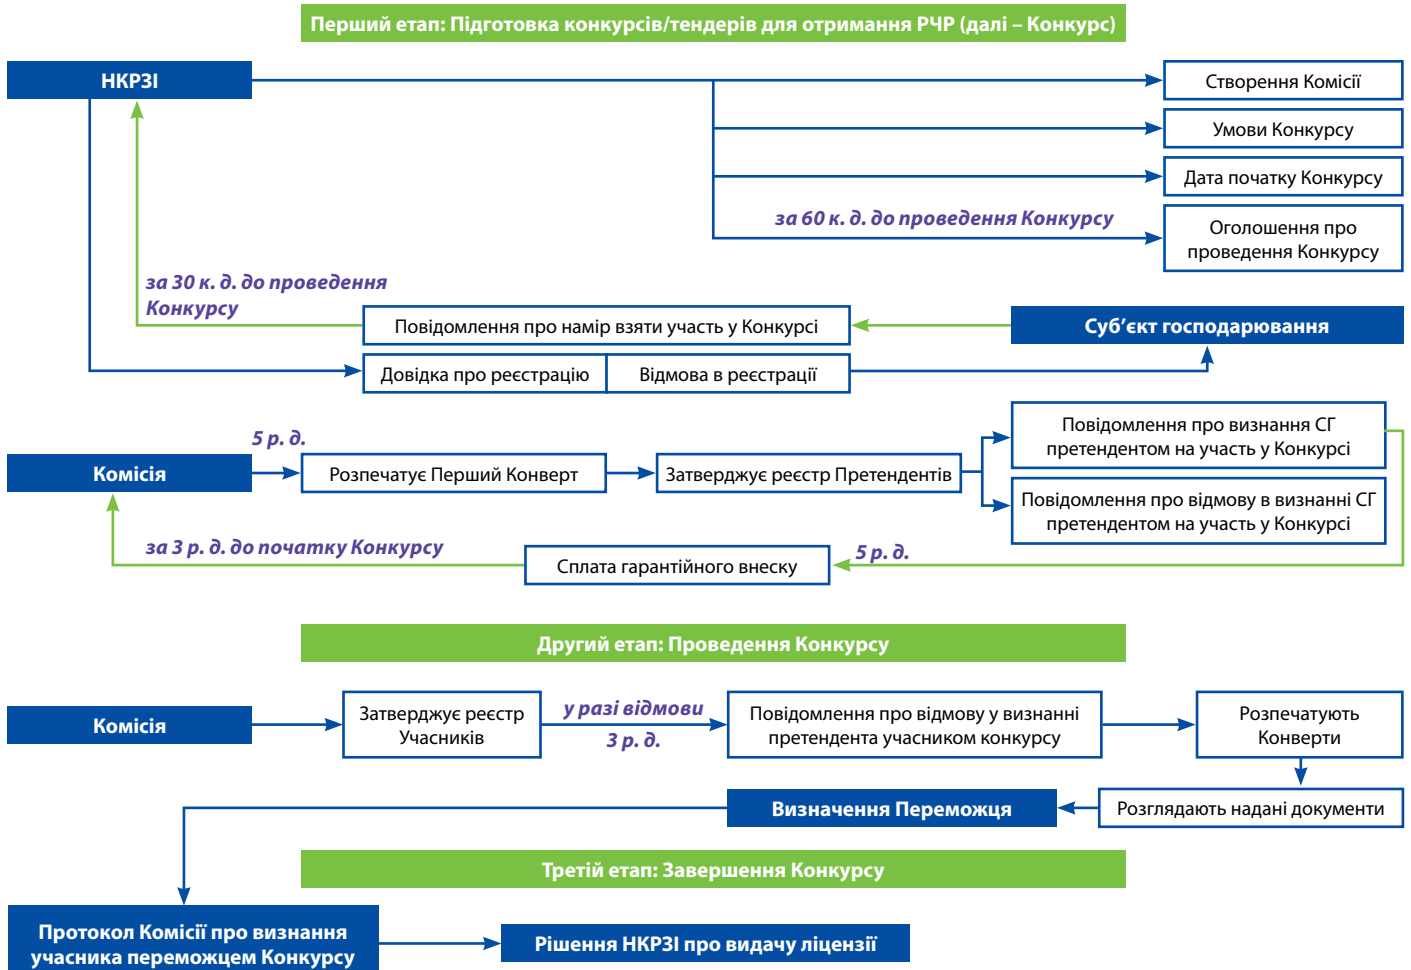 Перший етап: Підготовка конкурсів/тендерів для отримання РЧР (далі – Конкурс)
НКРЗІ
Створення Комісії
Умови Конкурсу
Дата початку Конкурсу
за 60 к. д. до проведення Конкурсу
Оголошення про
проведення Конкурсу
за 30 к. д. до проведення
Конкурсу
Повідомлення про намір взяти участь у Конкурсі
Суб’єкт господарювання
Довідка про реєстрацію
Відмова в реєстрації
5 р. д.
Комісія
Розпечатує Перший Конверт
Затверджує реєстр Претендентів
Повідомлення про визнання СГ
претендентом на участь у Конкурсі
Повідомлення про відмову в визнанні СГ
претендентом на участь у Конкурсі
за 3 р. д. до початку Конкурсу
Сплата гарантійного внеску
5 р. д.
Другий етап: Проведення Конкурсу
Комісія
Затверджує реєстр
Учасників
у разі відмови
3 р. д.
Повідомлення про відмову у визнанні
претендента учасником конкурсу
Розпечатують
Конверти
Визначення Переможця
Розглядають надані документи
Третій етап: Завершення Конкурсу
Протокол Комісії про визнання
учасника переможцем Конкурсу
Рішення НКРЗІ про видачу ліцензії